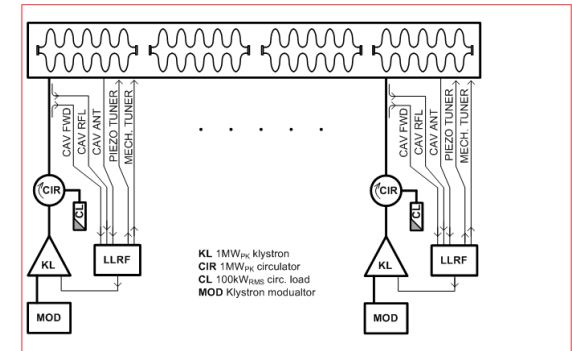 CAV FWD
CAV RFL
CAV ANT
PIEZO TUNER
MECH. TUNER
CAV FWD
CAV RFL
CAV ANT
PIEZO TUNER
MECH. TUNER
CIR
CL
CIR
CL
KL
LLRF
KL
LLRF
KL 1MWPK klystron
CIR 1MWPK circulator
CL 100kWRMS circ. load
MOD Klystron modualtor
MOD
MOD